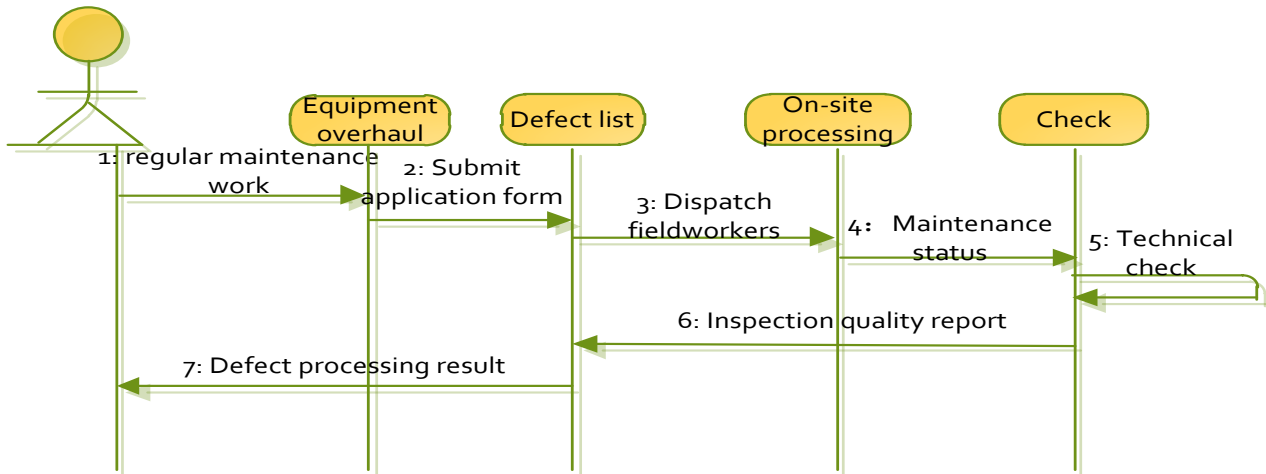 Equipment
overhaul
Defect list
On-site
processing
Check
1: regular maintenance
work
2: Submit
application form
3: Dispatch
fieldworkers
4： Maintenance
status
5: Technical
check
6: Inspection quality report
7: Defect processing result